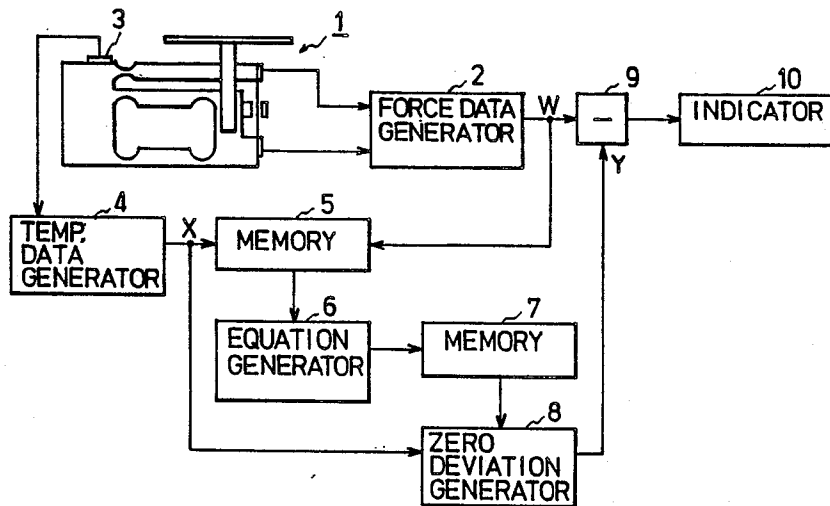 3
1
2
FORCE DATA
GENERATOR
W
9
—
10
INDICATOR
Y
4
TEMP.
DATA
GENERATOR
X
5
MEMORY
6
EQUATION
GENERATOR
7
MEMORY
8
ZERO
DEVIATION
GENERATOR